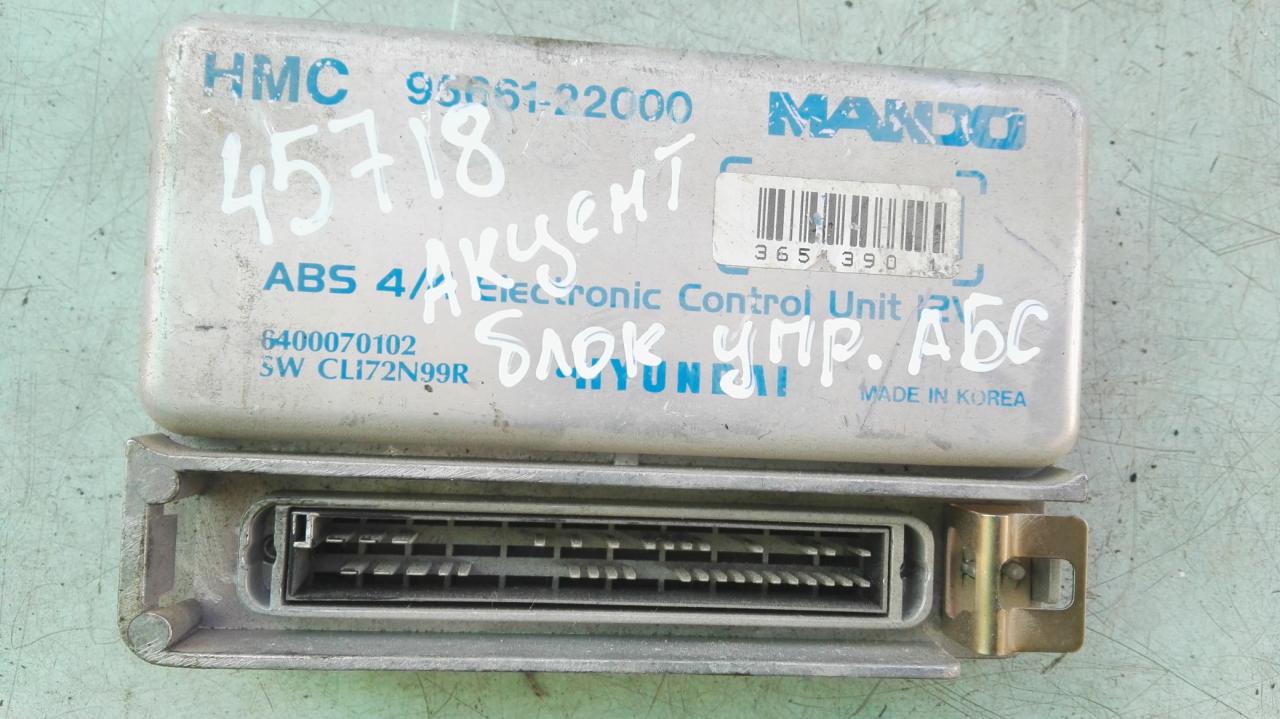 HMC 95661-22000 MANDO
45718
Акцент
365 390
ABS 4/4 Electronic Control Unit 12V
блок упр. АБС
6400070102
SW CL172N99R
HYUNDAI
MADE IN KOREA